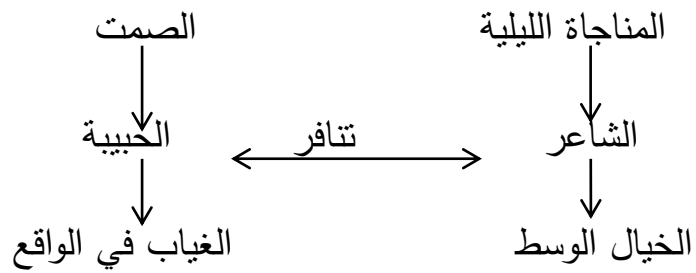 المناجاة الليلية الصمت
الشاعر تنافر الحبيبة
الخيال الوسط الغياب في الواقع